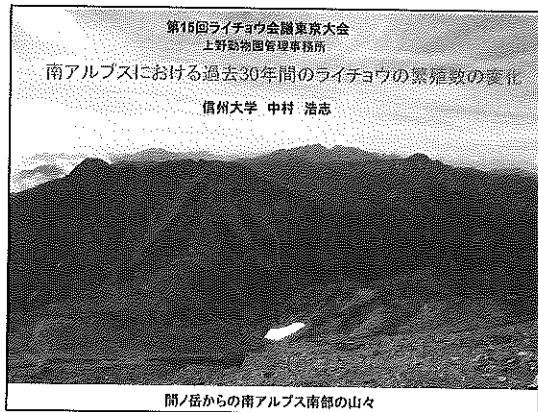 第15回ライチョウ会議東京大会
上野動物園管理事務所
南アルプスにおける過去30年間のライチョウの繁殖数の変化
信州大学 中村 浩志
間ノ岳からの南アルプス南部の山々